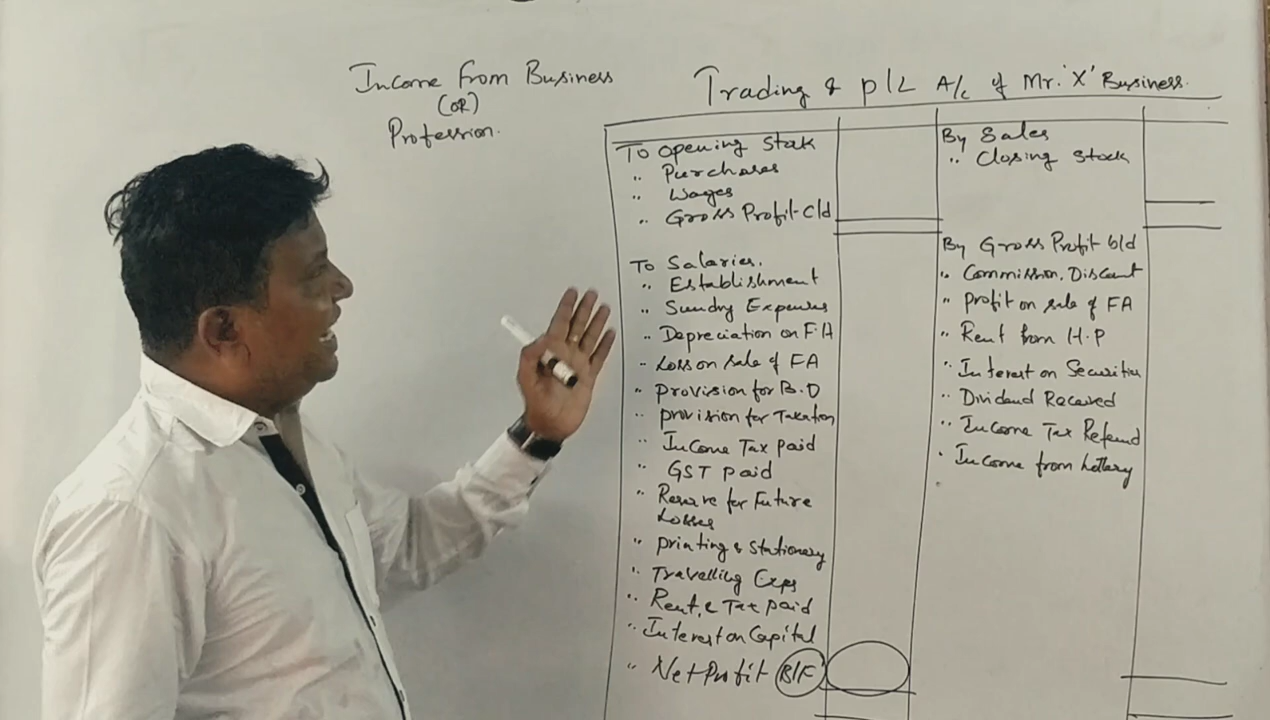 Income from Business
(OR)
Profession.
Trading & P/L A/c of Mr. 'X' Business.
To Opening Stock
" Purchases
" Wages
" Gross Profit C/d
To Salaries.
" Establishment
" Sundry Expenses
" Depreciation on F.A
" Loss on sale of FA
" Provision for B.D
" Provision for Taxation
" Income Tax paid
" GST paid
" Reserve for Future
Losses
" Printing & Stationery
" Travelling Exps
" Rent & Tax paid
" Interest on Capital
" Net Profit B/F
By Sales
" Closing Stock
By Gross Profit b/d
" Commission, Discount
" Profit on sale of FA
" Rent from H.P
" Interest on Securities
" Dividend Received
" Income Tax Refund
" Income from Lottery